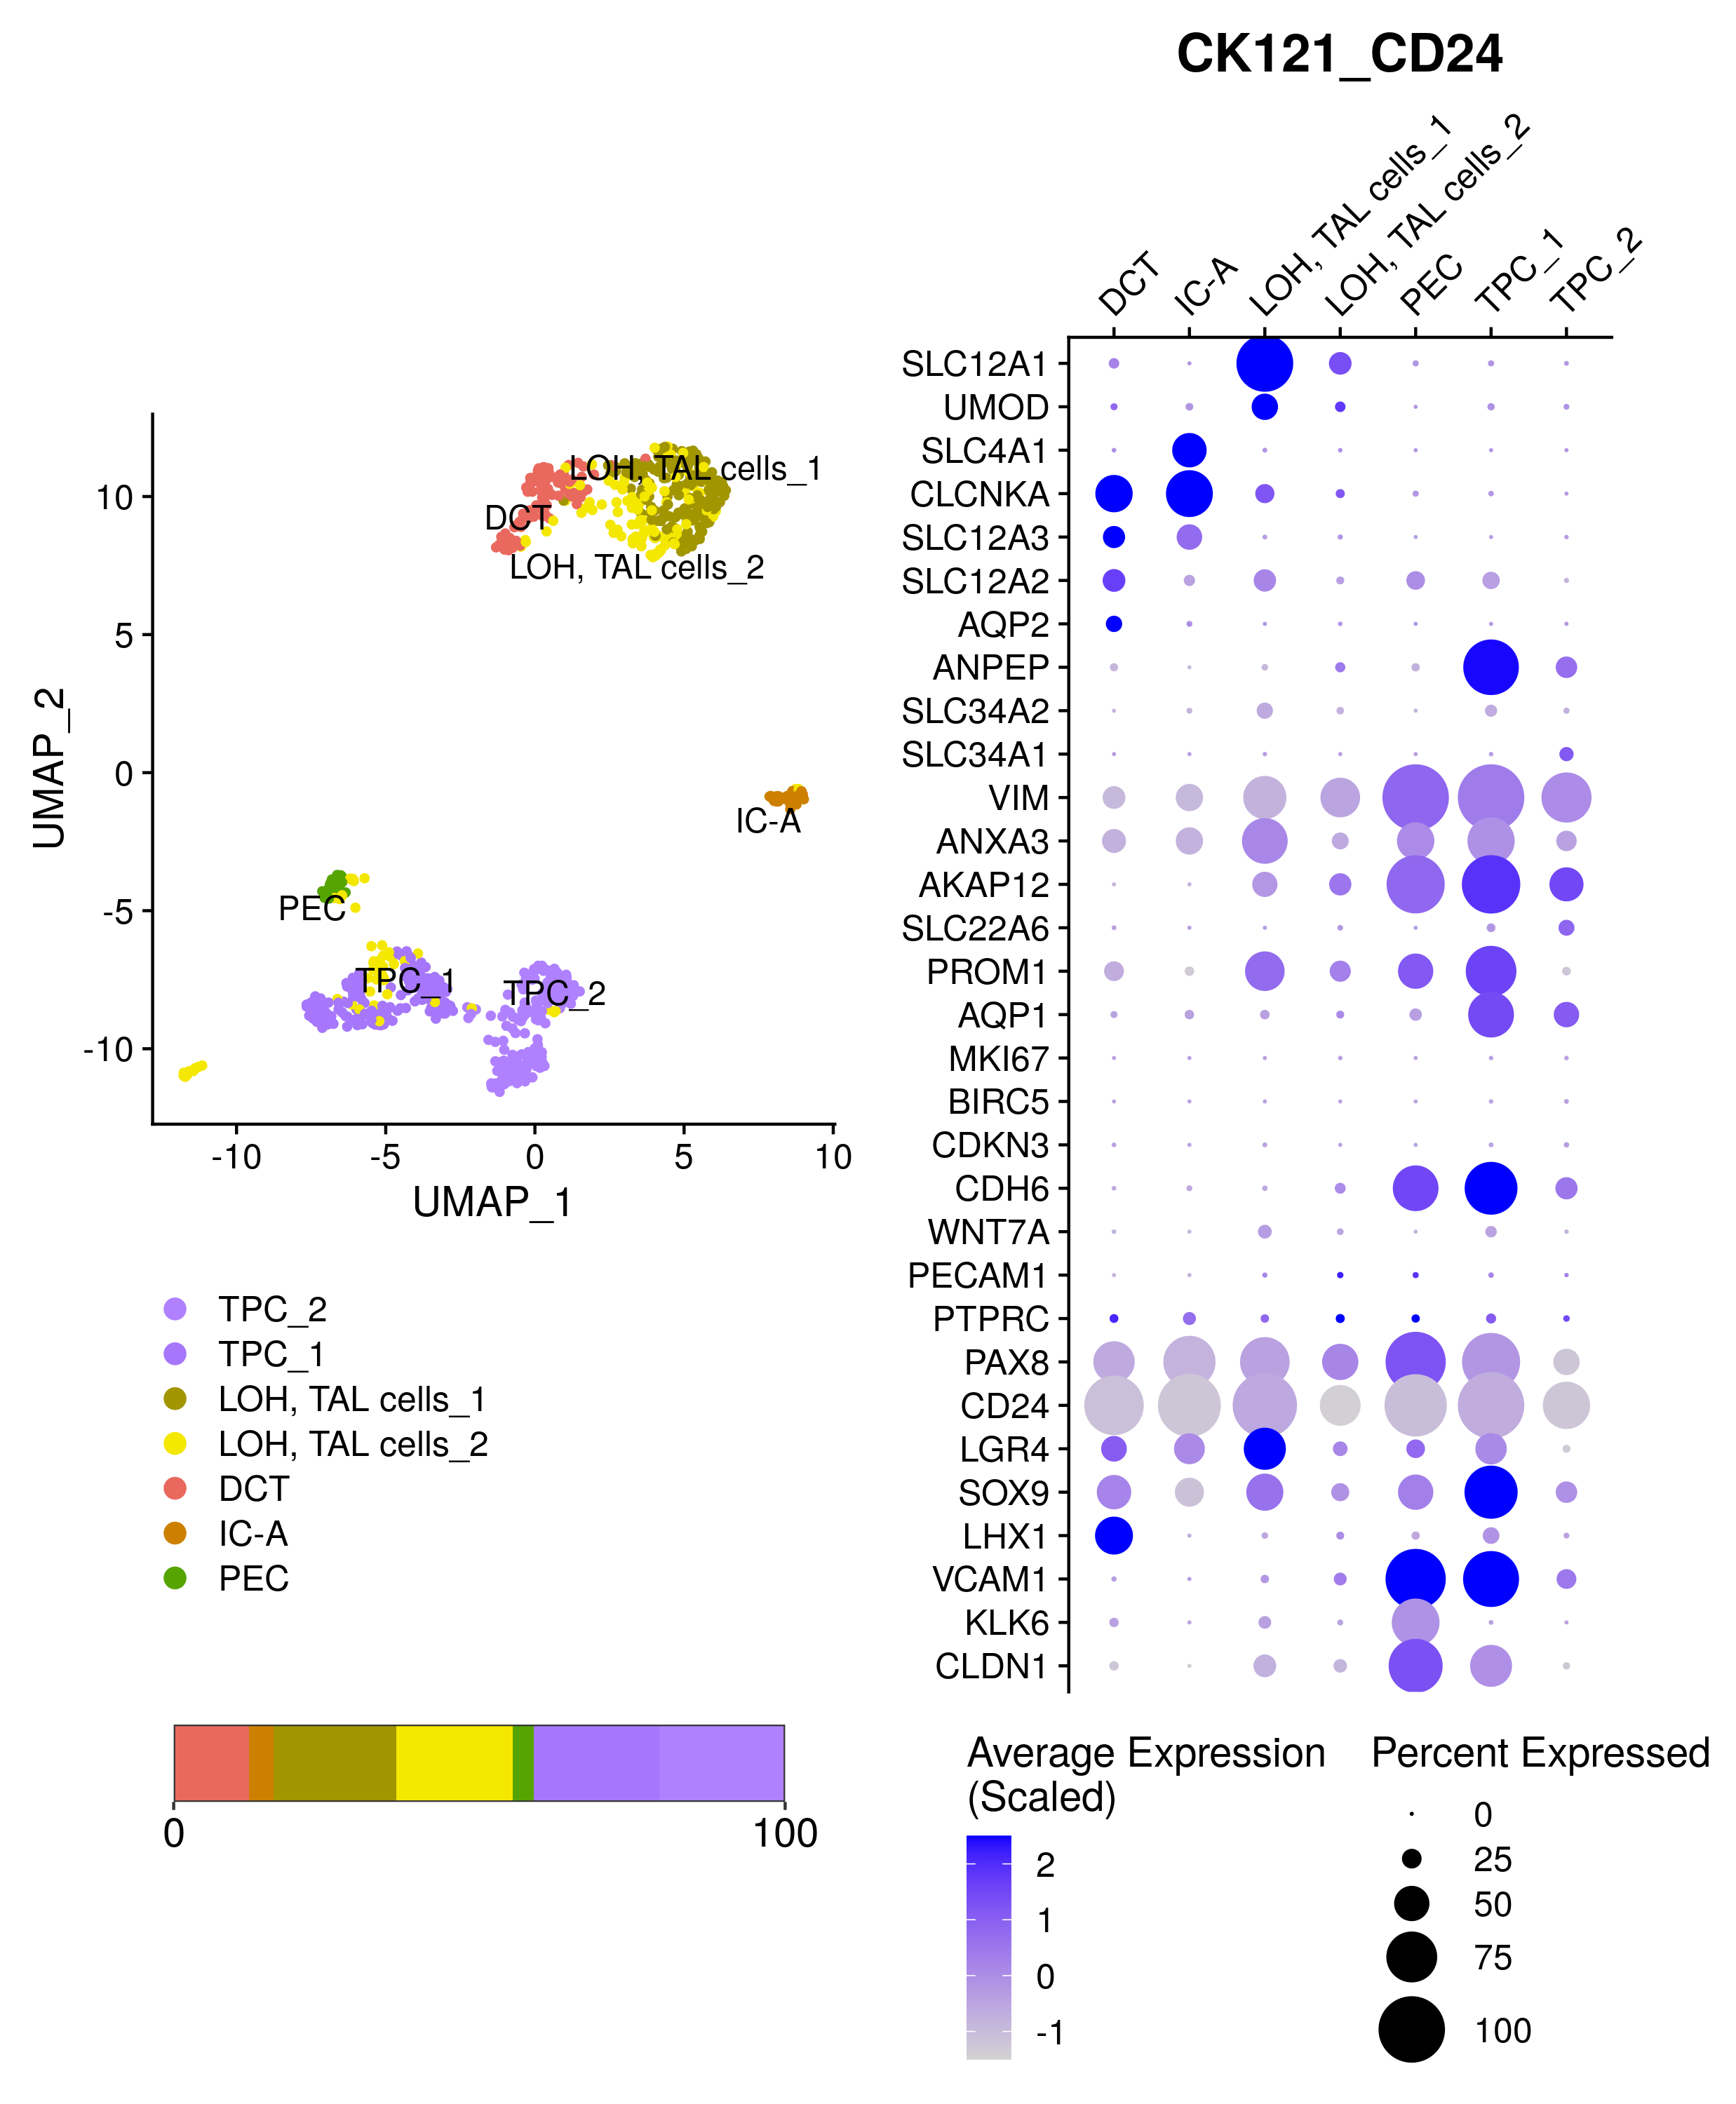 CK121_CD24
DCT
IC-A
LOH, TAL cells_1
LOH, TAL cells_2
PEC
TPC_1
TPC_2
SLC12A1
UMOD
SLC4A1
CLCNKA
SLC12A3
SLC12A2
AQP2
ANPEP
SLC34A2
SLC34A1
VIM
ANXA3
AKAP12
SLC22A6
PROM1
AQP1
MKI67
BIRC5
CDKN3
CDH6
WNT7A
PECAM1
PTPRC
PAX8
CD24
LGR4
SOX9
LHX1
VCAM1
KLK6
CLDN1
UMAP_2
10
5
0
-5
-10
LOH, TAL cells_1
DCT
LOH, TAL cells_2
IC-A
PEC
TPC_1
TPC_2
-10
-5
0
5
10
UMAP_1
TPC_2
TPC_1
LOH, TAL cells_1
LOH, TAL cells_2
DCT
IC-A
PEC
0
100
Average Expression
(Scaled)
2
1
0
-1
Percent Expressed
0
25
50
75
100